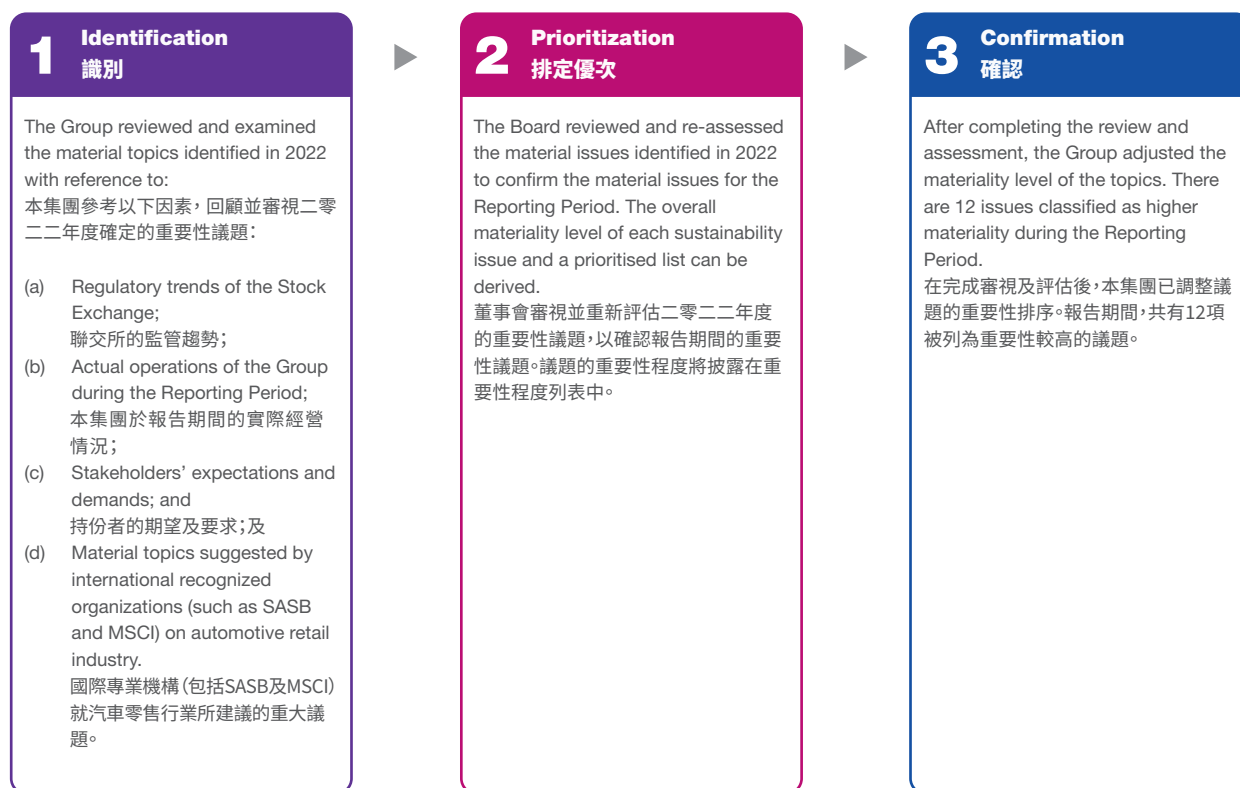 1
Identification
識別
The Group reviewed and examined
the material topics identified in 2022
with reference to:
本集團參考以下因素，回顧並審視二零
二二年度確定的重要性議題：
(a) Regulatory trends of the Stock
Exchange;
聯交所的監管趨勢；
(b) Actual operations of the Group
during the Reporting Period;
本集團於報告期間的實際經營
情況；
(c) Stakeholders’ expectations and
demands; and
持份者的期望及要求；及
(d) Material topics suggested by
international recognized
organizations (such as SASB
and MSCI) on automotive retail
industry.
國際專業機構（包括SASB及MSCI）
就汽車零售行業所建議的重大議
題。
2
Prioritization
排定優次
The Board reviewed and re-assessed
the material issues identified in 2022
to confirm the material issues for the
Reporting Period. The overall
materiality level of each sustainability
issue and a prioritised list can be
derived.
董事會審視並重新評估二零二二年度
的重要性議題，以確認報告期間的重要
性議題。議題的重要性程度將披露在重
要性程度列表中。
3
Confirmation
確認
After completing the review and
assessment, the Group adjusted the
materiality level of the topics. There
are 12 issues classified as higher
materiality during the Reporting
Period.
在完成審視及評估後，本集團已調整議
題的重要性排序。報告期間，共有12項
被列為重要性較高的議題。